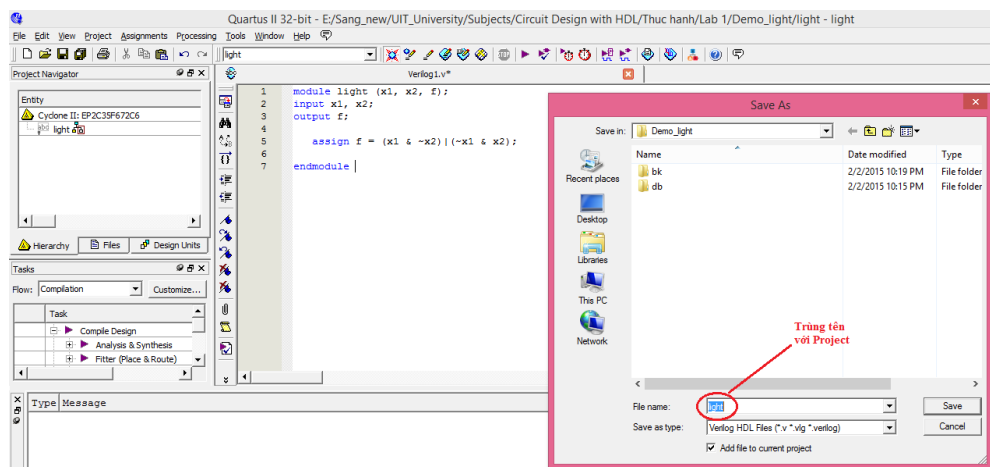 Quartus II 32-bit - E:/Sang_new/UIT_University/Subjects/Circuit Design with HDL/Thuc hanh/Lab 1/Demo_light/light - light
File Edit View Project Assignments Processing Tools Window Help
light
Project Navigator
Verilog1.v*
Entity
Cyclone II: EP2C35F672C6
light
Hierarchy Files Design Units
Tasks
Flow: Compilation Customize...
Task
Compile Design
Analysis & Synthesis
Fitter (Place & Route)
1 module light (x1, x2, f);
2 input x1, x2;
3 output f;
4
5 assign f = (x1 & ~x2)|(~x1 & x2);
6
7 endmodule
Type Message
Save As
Save in: Demo_light
Name Date modified Type
bk 2/2/2015 10:19 PM File folder
db 2/2/2015 10:15 PM File folder
Recent places
Desktop
Libraries
This PC
Network
Trùng tên
với Project
File name: light Save
Save as type: Verilog HDL Files (*.v *.vlg *.verilog) Cancel
Add file to current project